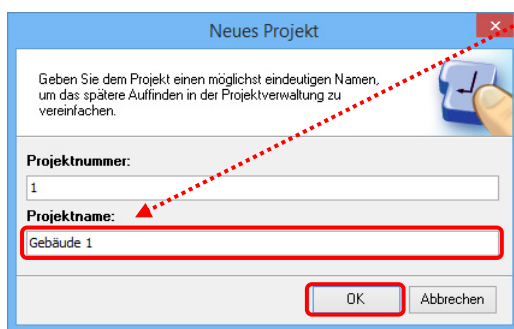 Neues Projekt
Geben Sie dem Projekt einen möglichst eindeutigen Namen,
um das spätere Auffinden in der Projektverwaltung zu
vereinfachen.
Projektnummer:
1
Projektname:
Gebäude 1
OK
Abbrechen